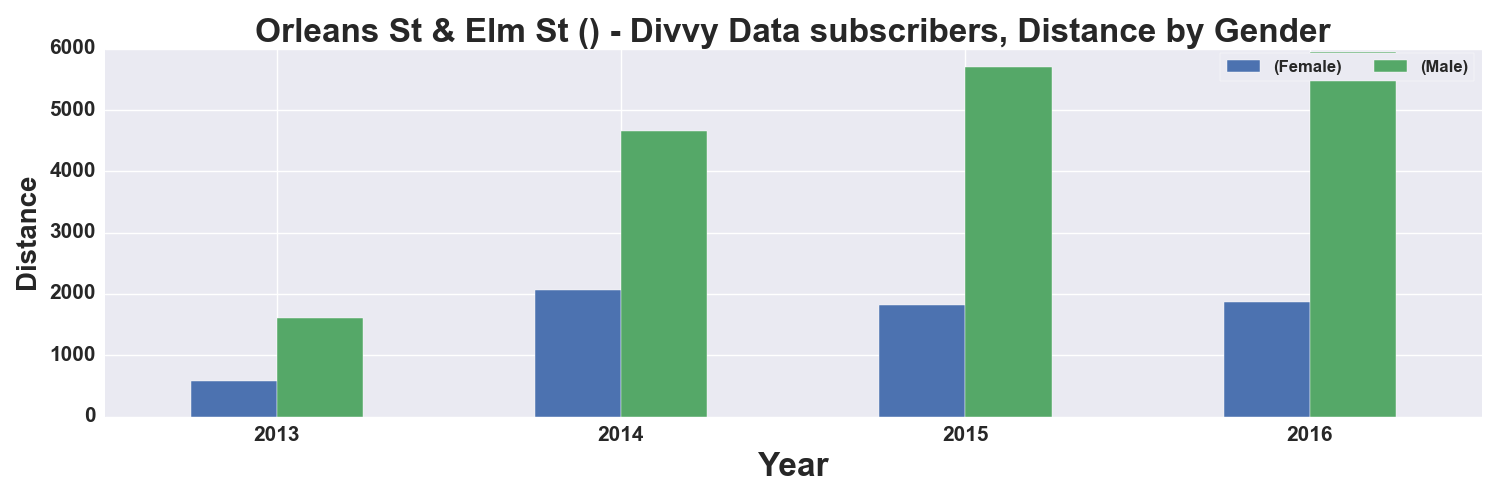 Orleans St & Elm St () - Divvy Data subscribers, Distance by Gender
6000
5000
4000
3000
2000
1000
0
Distance
(Female) (Male)
2013 2014 2015 2016
Year